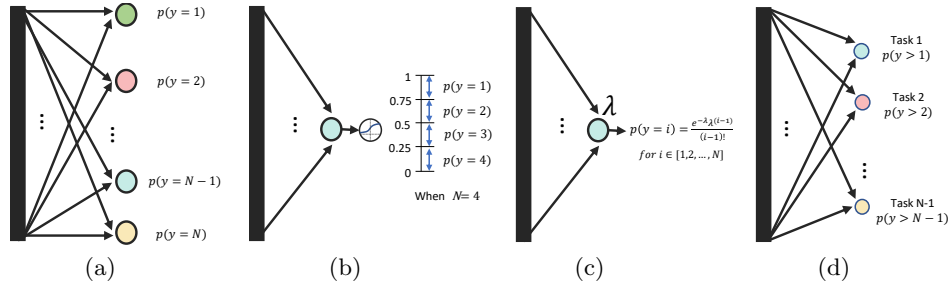 p(y = 1)
p(y = 2)
...
...
p(y = N − 1)
p(y = N)
(a)
...
1
0.75
0.5
0.25
0
p(y = 1)
p(y = 2)
p(y = 3)
p(y = 4)
When N= 4
(b)
...
λ
p(y = i) = e^{−λ}λ^{(i−1)} / (i−1)!
for i ∈ [1,2, ..., N]
(c)
Task 1
p(y > 1)
Task 2
p(y > 2)
...
...
Task N-1
p(y > N − 1)
(d)